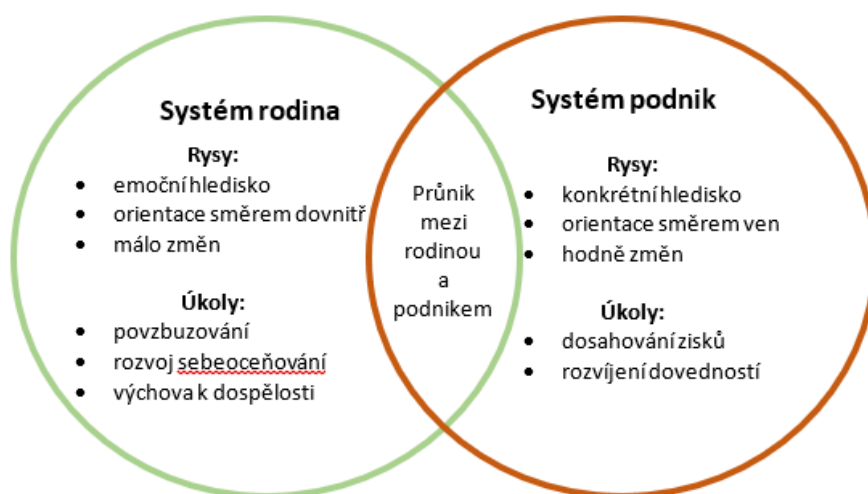 Systém rodina
Rysy:
• emoční hledisko
• orientace směrem dovnitř
• málo změn
Úkoly:
• povzbuzování
• rozvoj sebeoceňování
• výchova k dospělosti
Průnik
mezi
rodinou
a
podnikem
Systém podnik
Rysy:
• konkrétní hledisko
• orientace směrem ven
• hodně změn
Úkoly:
• dosahování zisků
• rozvíjení dovedností